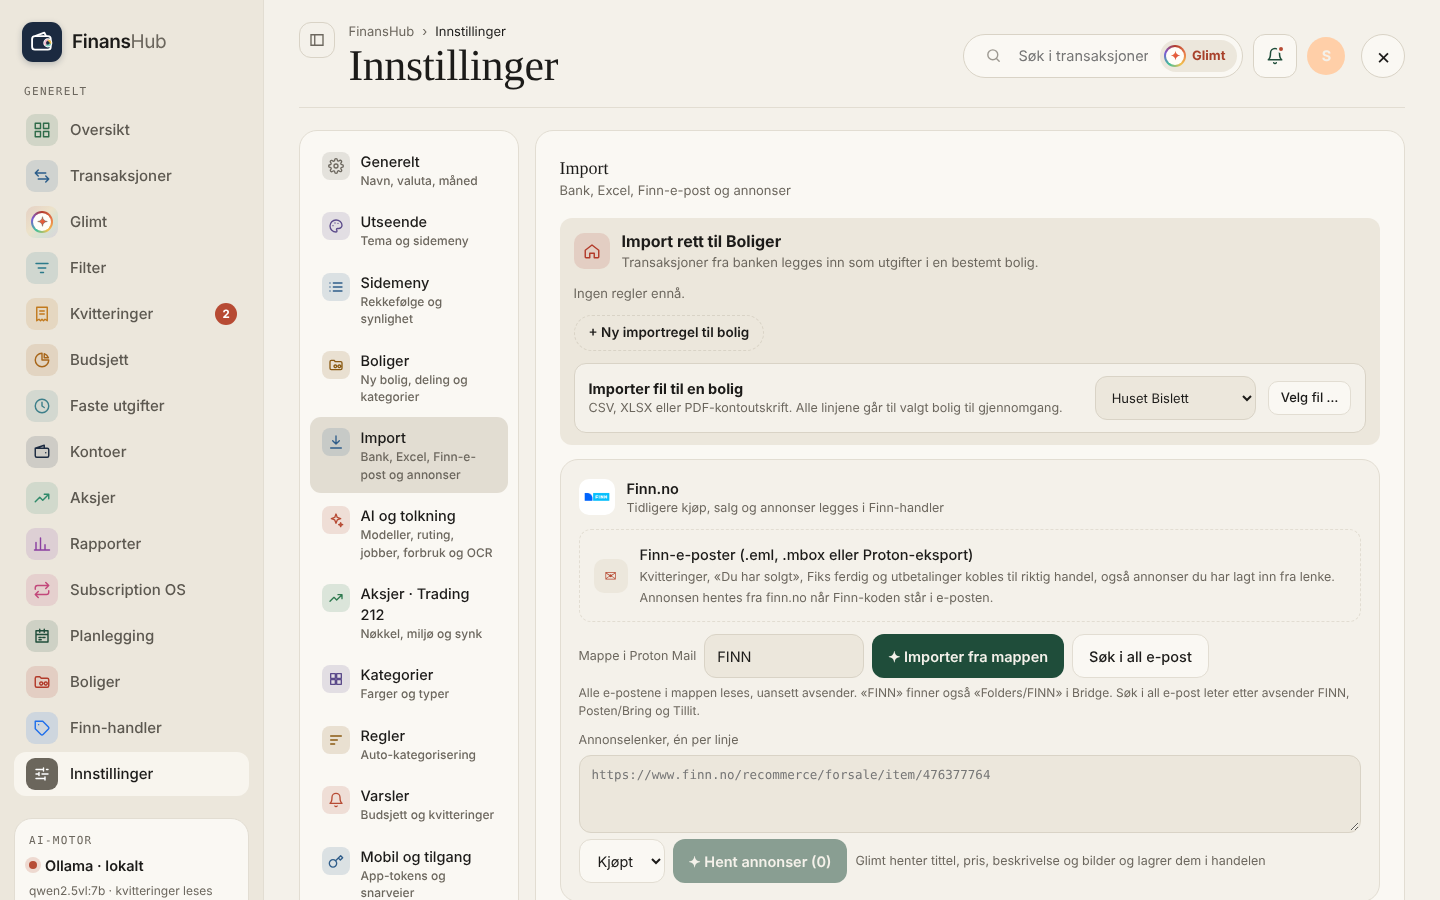 FinansHub
GENERELT
Oversikt
Transaksjoner
Glimt
Filter
Kvitteringer
2
Budsjett
Faste utgifter
Kontoer
Aksjer
Rapporter
Subscription OS
Planlegging
Boliger
Finn-handler
Innstillinger
AI-MOTOR
Ollama · lokalt
qwen2.5vl:7b · kvitteringer leses
FinansHub › Innstillinger
Innstillinger
Søk i transaksjoner
Glimt
S
Generelt
Navn, valuta, måned
Utseende
Tema og sidemeny
Sidemeny
Rekkefølge og
synlighet
Boliger
Ny bolig, deling og
kategorier
Import
Bank, Excel, Finn-e-
post og annonser
AI og tolkning
Modeller, ruting,
jobber, forbruk og OCR
Aksjer · Trading
212
Nøkkel, miljø og synk
Kategorier
Farger og typer
Regler
Auto-kategorisering
Varsler
Budsjett og kvitteringer
Mobil og tilgang
App-tokens og
snarveier
Import
Bank, Excel, Finn-e-post og annonser
Import rett til Boliger
Transaksjoner fra banken legges inn som utgifter i en bestemt bolig.
Ingen regler ennå.
+ Ny importregel til bolig
Importer fil til en bolig
CSV, XLSX eller PDF-kontoutskrift. Alle linjene går til valgt bolig til gjennomgang.
Huset Bislett
Velg fil ...
FINN
Finn.no
Tidligere kjøp, salg og annonser legges i Finn-handler
Finn-e-poster (.eml, .mbox eller Proton-eksport)
Kvitteringer, «Du har solgt», Fiks ferdig og utbetalinger kobles til riktig handel, også annonser du har lagt inn fra lenke.
Annonsen hentes fra finn.no når Finn-koden står i e-posten.
Mappe i Proton Mail
FINN
✦ Importer fra mappen
Søk i all e-post
Alle e-postene i mappen leses, uansett avsender. «FINN» finner også «Folders/FINN» i Bridge. Søk i all e-post leter etter avsender FINN,
Posten/Bring og Tillit.
Annonselenker, én per linje
https://www.finn.no/recommerce/forsale/item/476377764
Kjøpt
✦ Hent annonser (0)
Glimt henter tittel, pris, beskrivelse og bilder og lagrer dem i handelen